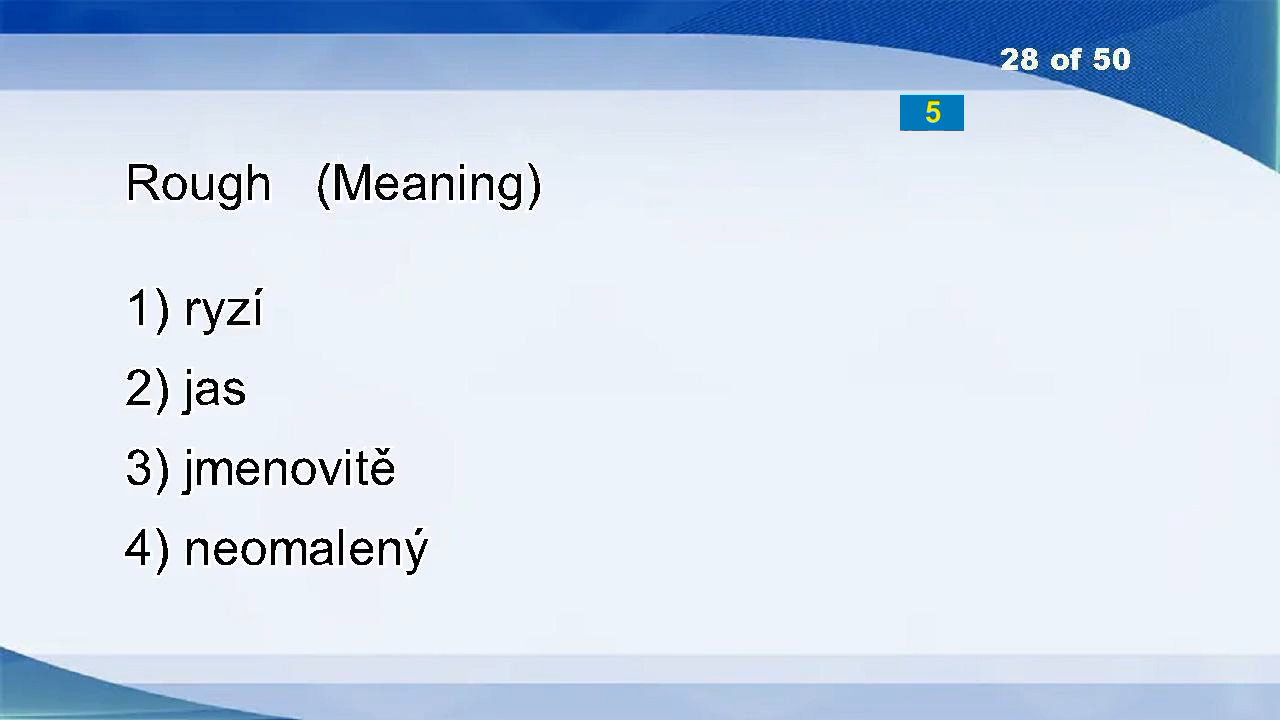 28 of 50
5
Rough (Meaning)
1) ryzí
2) jas
3) jmenovitě
4) neomalený